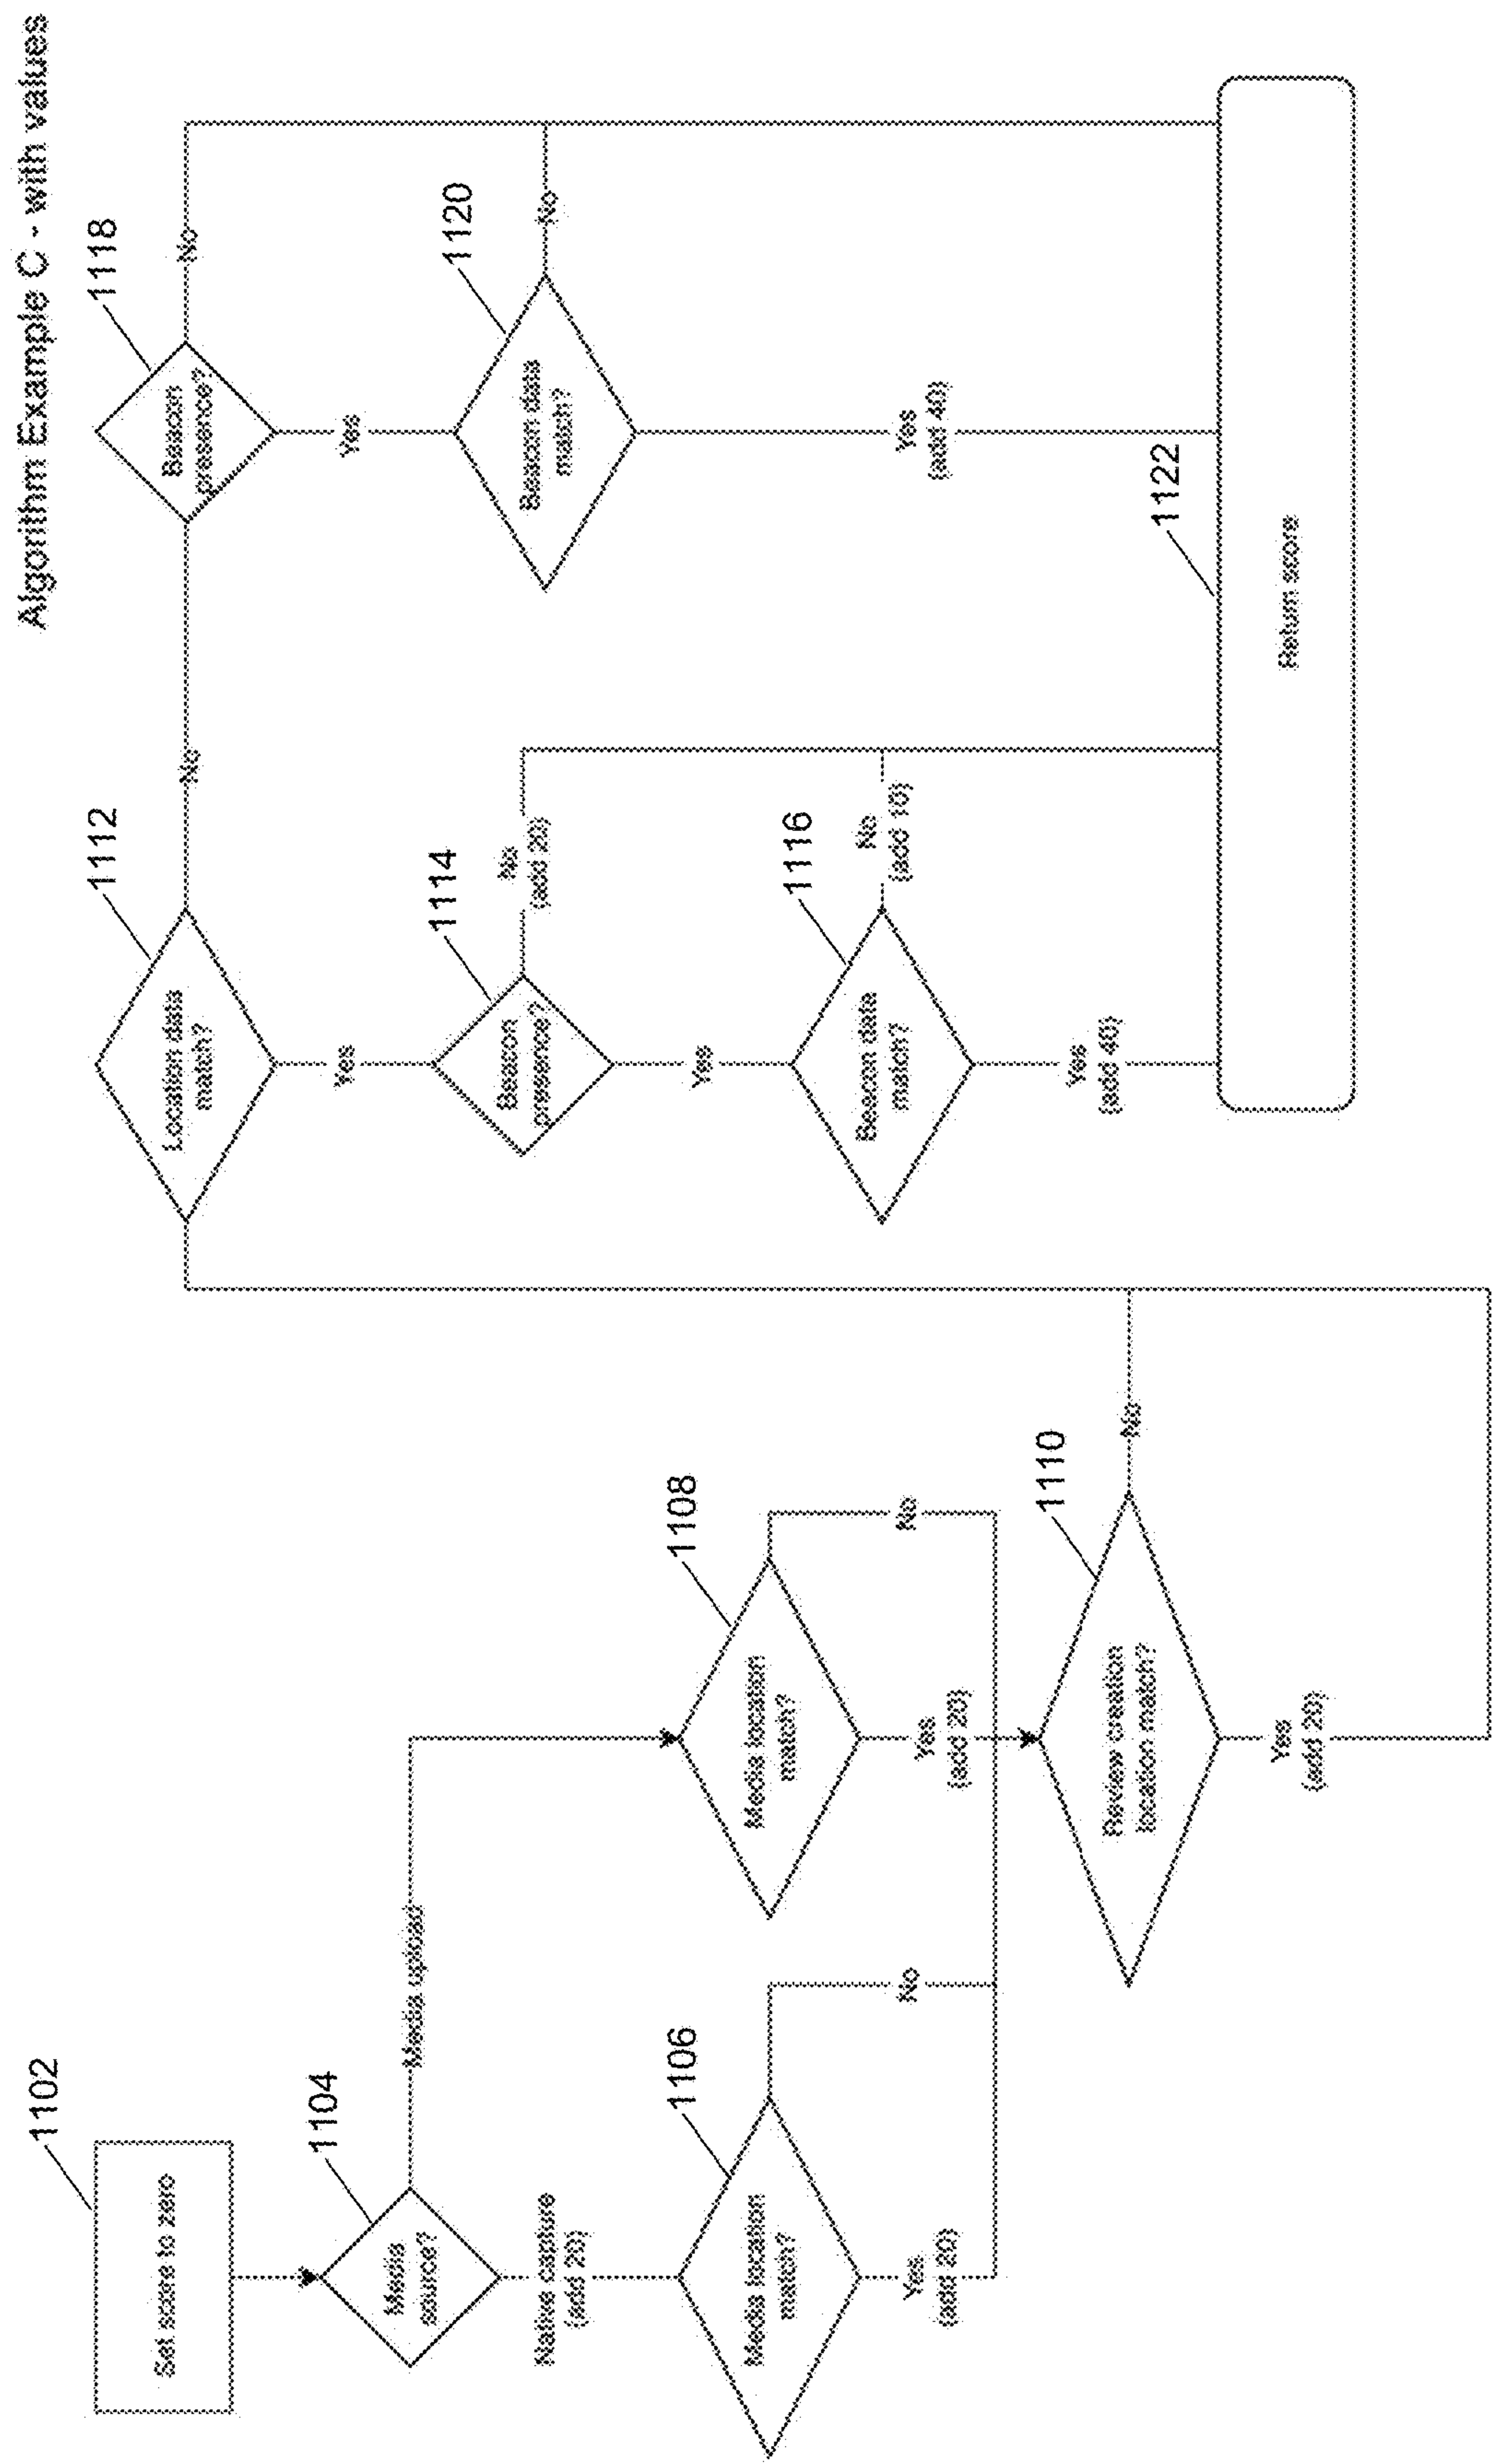 Algorithm Example C - with values
1102
Set score to zero
1104
Media
source?
Media upload
Native capture
(add 20)
1106
Media location
match?
No
Yes
(add 20)
1108
Media location
match?
No
Yes
(add 20)
1110
Review creation
location match?
No
Yes
(add 20)
1112
Location data
match?
No
Yes
1114
Beacon
presence?
No
(add 20)
Yes
1116
Beacon data
match?
No
(add 10)
Yes
(add 40)
1118
Beacon
presence?
No
Yes
1120
Beacon data
match?
No
Yes
(add 40)
1122
Return score